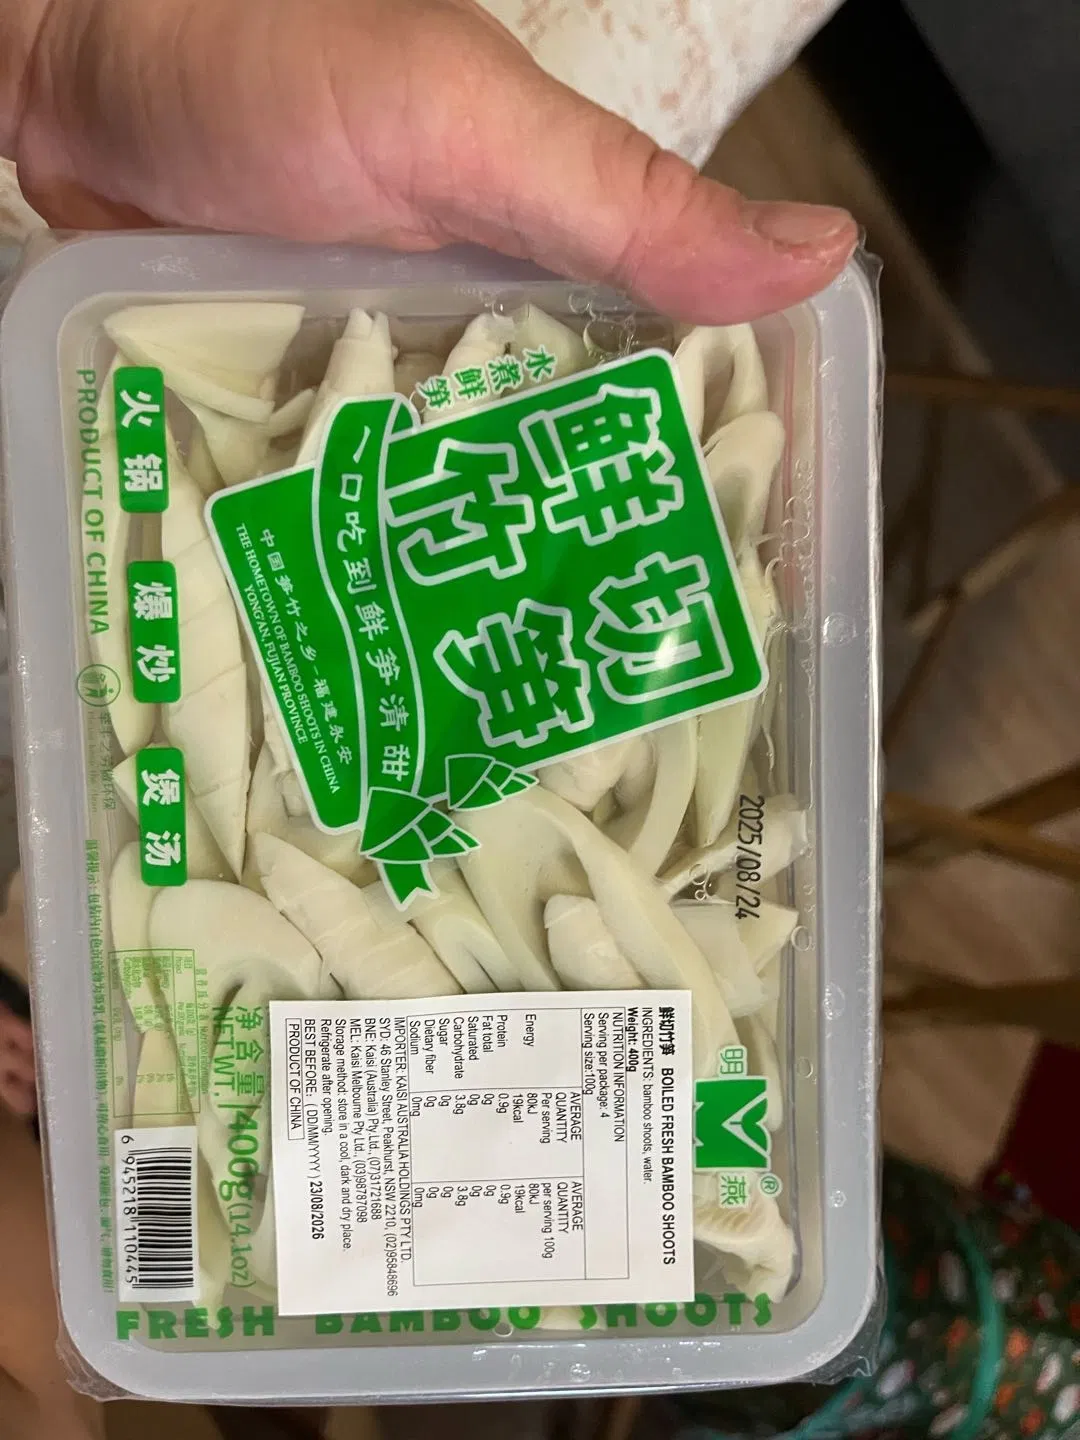 水煮鲜笋
鲜切
竹笋
一口吃到鲜笋清甜
中国笋竹之乡-福建永安
THE HOMETOWN OF BAMBOO SHOOTS IN CHINA
YONG'AN, FUJIAN PROVINCE
火锅
爆炒
煲汤
PRODUCT OF CHINA
2025/08/24
明燕®
净含量/400g(14.1oz)
NETWT.
FRESH BAMBOO SHOOTS
鲜切竹笋 BOILED FRESH BAMBOO SHOOTS
INGREDIENTS: bamboo shoots, water.
Weight: 400g
NUTRITION INFORMATION
Serving per package: 4
Serving size:100g
AVERAGE QUANTITY Per serving AVERAGE QUANTITY per serving 100g
Energy 80kJ 80kJ
19kcal 19kcal
Protein 0.9g 0.9g
Fat total 0g 0g
Saturated 0g 0g
Carbohydrate 3.8g 3.8g
Sugar 0g 0g
Dietary fiber 0g 0g
Sodium 0mg 0mg
IMPORTER: KAISI AUSTRALIA HOLDINGS PTY LTD.
SYD: 46 Stanley Street, Peakhurst, NSW 2210, (02)95848696
BNE: Kaisi (Australia) Pty Ltd., (07)31721688
MEL: Kaisi Melbourne Pty Ltd., (03)98787098
Storage method: store in a cool, dark and dry place.
Refrigerate after opening.
BEST BEFORE: [DD/MM/YYYY] 23/08/2026
PRODUCT OF CHINA
6 945218 110445